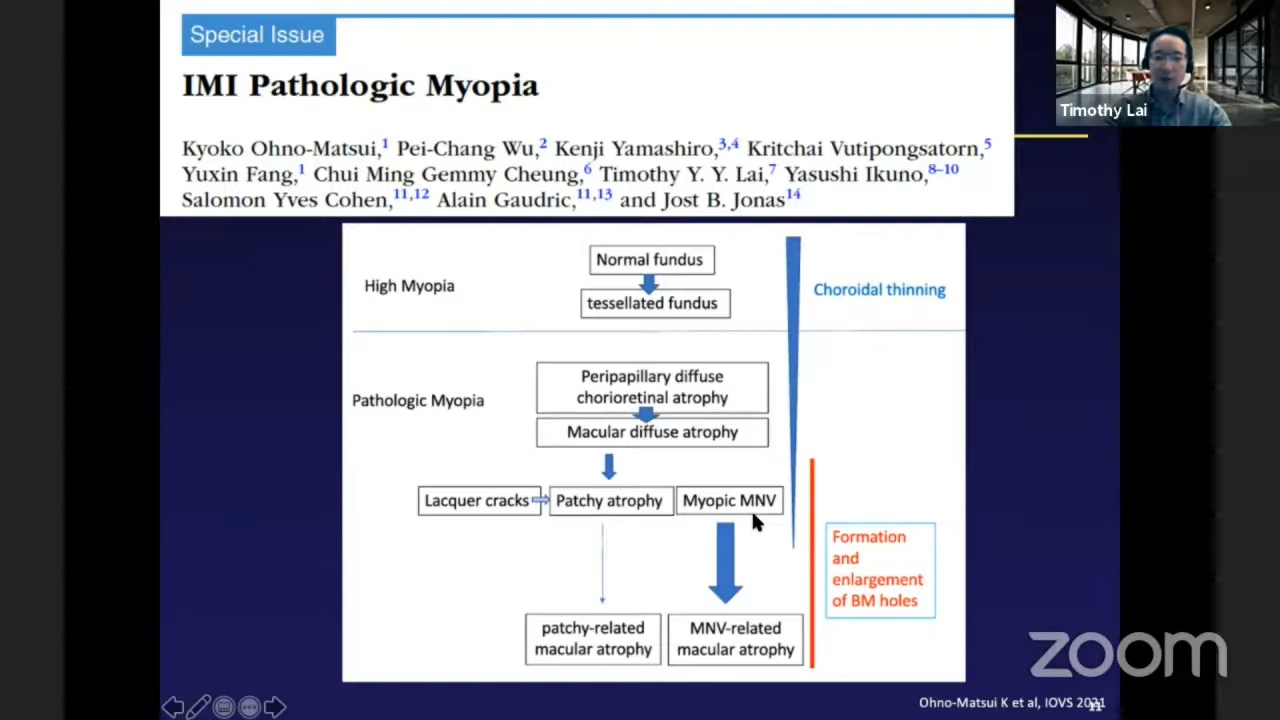 Special Issue
IMI Pathologic Myopia
Kyoko Ohno-Matsui,1 Pei-Chang Wu,2 Kenji Yamashiro,3,4 Kritchai Vutipongsatorn,5
Yuxin Fang,1 Chui Ming Gemmy Cheung,6 Timothy Y. Y. Lai,7 Yasushi Ikuno,8–10
Salomon Yves Cohen,11,12 Alain Gaudric,11,13 and Jost B. Jonas14
Timothy Lai
High Myopia
Normal fundus
tessellated fundus
Choroidal thinning
Pathologic Myopia
Peripapillary diffuse
chorioretinal atrophy
Macular diffuse atrophy
Lacquer cracks
Patchy atrophy
Myopic MNV
Formation
and
enlargement
of BM holes
patchy-related
macular atrophy
MNV-related
macular atrophy
zoom
Ohno-Matsui K et al, IOVS 2021